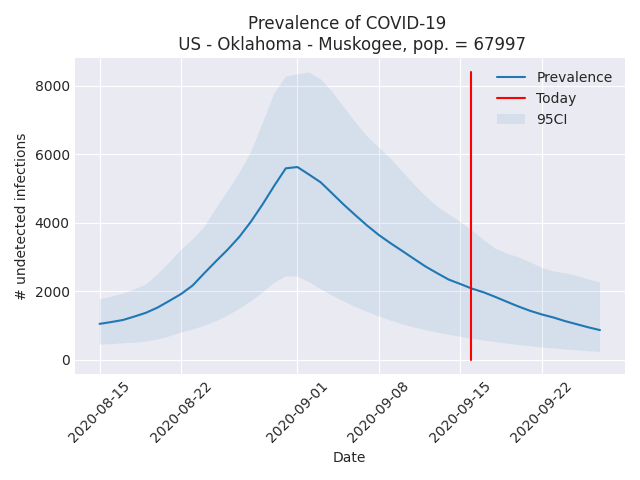 Prevalence of COVID-19
US - Oklahoma - Muskogee, pop. = 67997
Prevalence
Today
95CI
# undetected infections
8000
6000
4000
2000
0
2020-08-15
2020-08-22
2020-09-01
2020-09-08
2020-09-15
2020-09-22
Date